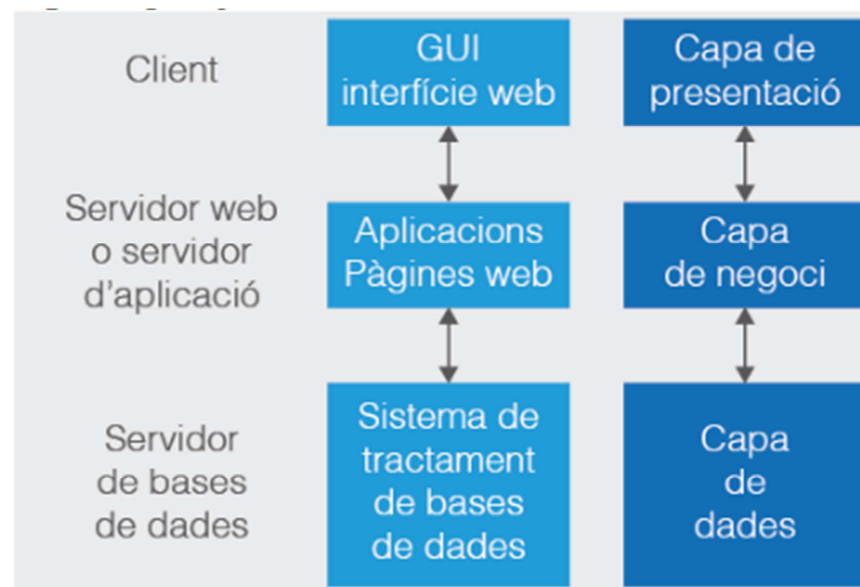 Client
GUI
interfície web
Capa de
presentació
Servidor web
o servidor
d'aplicació
Aplicacions
Pàgines web
Capa
de negoci
Servidor
de bases
de dades
Sistema de
tractament
de bases
de dades
Capa
de
dades